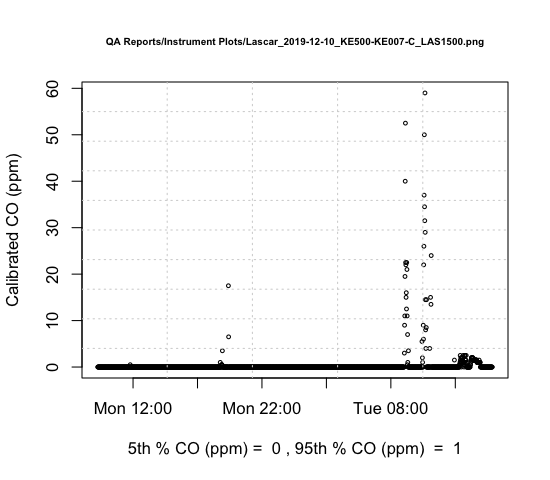 QA Reports/Instrument Plots/Lascar_2019-12-10_KE500-KE007-C_LAS1500.png
60
50
40
30
20
10
0
Calibrated CO (ppm)
Mon 12:00 Mon 22:00 Tue 08:00
5th % CO (ppm) = 0 , 95th % CO (ppm) = 1